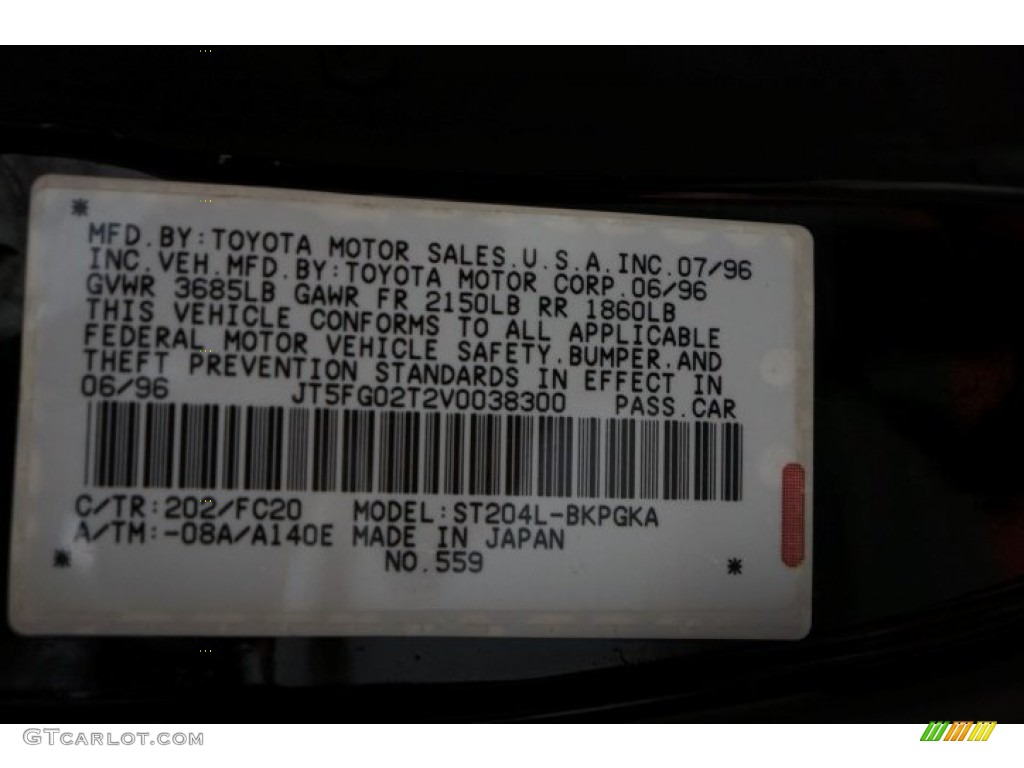 MFD.BY:TOYOTA MOTOR SALES.U.S.A.INC.07/96
INC.VEH.MFD.BY:TOYOTA MOTOR CORP.06/96
GVWR 3685LB GAWR FR 2150LB RR 1860LB
THIS VEHICLE CONFORMS TO ALL APPLICABLE
FEDERAL MOTOR VEHICLE SAFETY.BUMPER.AND
THEFT PREVENTION STANDARDS IN EFFECT IN
06/96 JT5FG02T2V0038300 PASS.CAR
C/TR:202/FC20 MODEL:ST204L-BKPGKA
A/TM:-08A/A140E MADE IN JAPAN
NO.559
GTCARLOT.COM